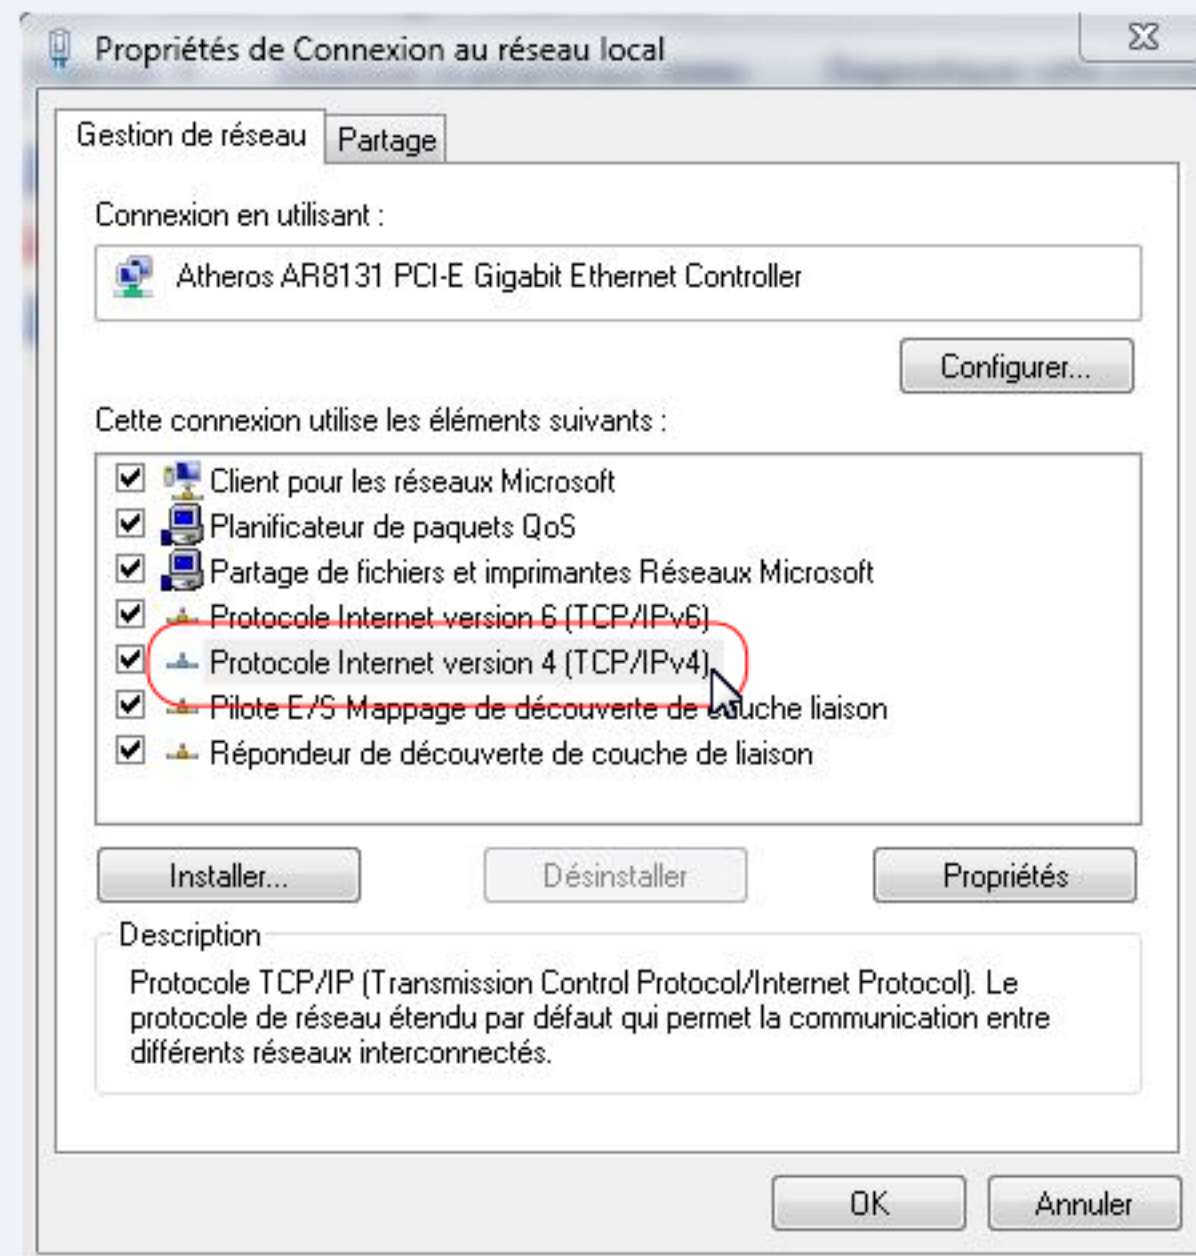 Propriétés de Connexion au réseau local
Gestion de réseau
Partage
Connexion en utilisant :
Atheros AR8131 PCI-E Gigabit Ethernet Controller
Configurer...
Cette connexion utilise les éléments suivants :
Client pour les réseaux Microsoft
Planificateur de paquets QoS
Partage de fichiers et imprimantes Réseaux Microsoft
Protocole Internet version 6 (TCP/IPv6)
Protocole Internet version 4 (TCP/IPv4)
Pilote E/S Mappage de découverte de couche liaison
Répondeur de découverte de couche de liaison
Installer...
Désinstaller
Propriétés
Description
Protocole TCP/IP (Transmission Control Protocol/Internet Protocol). Le
protocole de réseau étendu par défaut qui permet la communication entre
différents réseaux interconnectés.
OK
Annuler